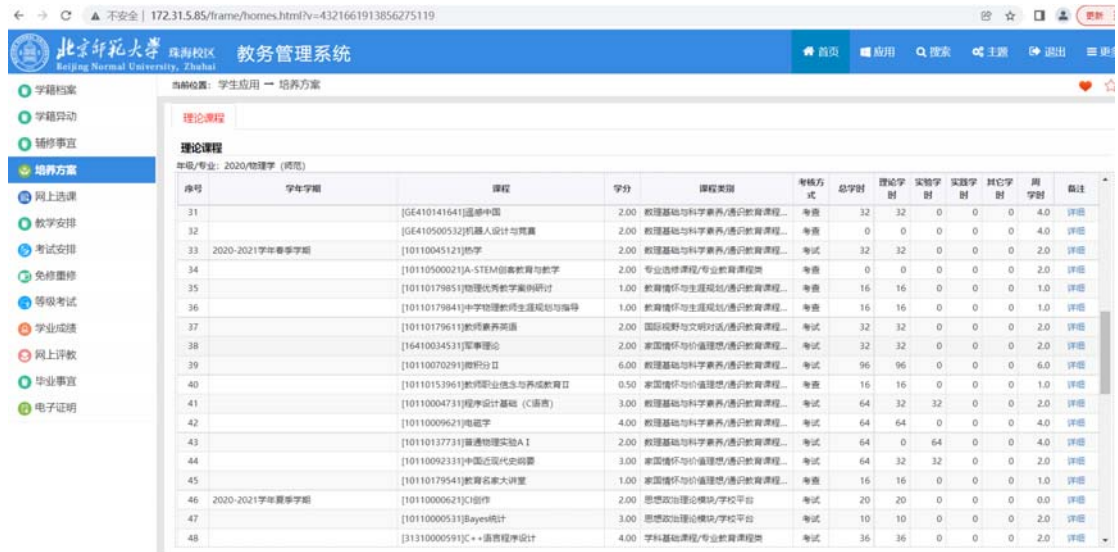 不安全 | 172.31.5.85/frame/homes.html?v=4321661913856275119 更新
北京师范大学 珠海校区 教务管理系统 首页 应用 搜索 主题 退出
Beijing Normal University, Zhuhai
学籍档案
学籍异动
辅修事宜
培养方案
网上选课
教学安排
考试安排
免修重修
等级考试
学业成绩
网上评教
毕业事宜
电子证明
当前位置: 学生应用 → 培养方案
理论课程
理论课程
年级/专业: 2020/物理学 (师范)
序号 学年学期 课程 学分 课程类别 考核方式 总学时 理论学时 实验学时 实践学时 其它学时 周学时 备注
31 [GE410141641]遥感中国 2.00 数理基础与科学素养/通识教育课程... 考查 32 32 0 0 0 4.0 详细
32 [GE410500532]机器人设计与竞赛 2.00 数理基础与科学素养/通识教育课程... 考查 0 0 0 0 0 4.0 详细
33 2020-2021学年春季学期 [10110045121]热学 2.00 数理基础与科学素养/通识教育课程... 考试 32 32 0 0 0 2.0 详细
34 [10110500021]A-STEM创客教育与教学 2.00 专业选修课程/专业教育课程类 考查 0 0 0 0 0 2.0 详细
35 [10110179851]物理优秀教学案例研讨 1.00 教育情怀与生涯规划/通识教育课程... 考查 16 16 0 0 0 1.0 详细
36 [10110179841]中学物理教师生涯规划与指导 1.00 教育情怀与生涯规划/通识教育课程... 考查 16 16 0 0 0 1.0 详细
37 [10110179611]教师素养英语 2.00 国际视野与文明对话/通识教育课程... 考试 32 32 0 0 0 2.0 详细
38 [16410034531]军事理论 2.00 家国情怀与价值理想/通识教育课程... 考试 32 32 0 0 0 2.0 详细
39 [10110070291]微积分Ⅱ 6.00 数理基础与科学素养/通识教育课程... 考试 96 96 0 0 0 6.0 详细
40 [10110153961]教师职业信念与养成教育Ⅱ 0.50 家国情怀与价值理想/通识教育课程... 考查 16 16 0 0 0 1.0 详细
41 [10110004731]程序设计基础 (C语言) 3.00 数理基础与科学素养/通识教育课程... 考试 64 32 32 0 0 2.0 详细
42 [10110009621]电磁学 4.00 数理基础与科学素养/通识教育课程... 考试 64 64 0 0 0 4.0 详细
43 [10110137731]普通物理实验A Ⅰ 2.00 数理基础与科学素养/通识教育课程... 考试 64 0 64 0 0 4.0 详细
44 [10110092331]中国近现代史纲要 3.00 家国情怀与价值理想/通识教育课程... 考试 64 32 32 0 0 2.0 详细
45 [10110179541]教育名家大讲堂 1.00 家国情怀与价值理想/通识教育课程... 考查 16 16 0 0 0 1.0 详细
46 2020-2021学年夏季学期 [10110000621]CI创作 2.00 思想政治理论模块/学校平台 考试 20 20 0 0 0 0.0 详细
47 [10110000531]Bayes统计 3.00 思想政治理论模块/学校平台 考试 10 10 0 0 0 2.0 详细
48 [31310000591]C++语言程序设计 4.00 学科基础课程/专业教育课程类 考试 36 36 0 0 0 2.0 详细